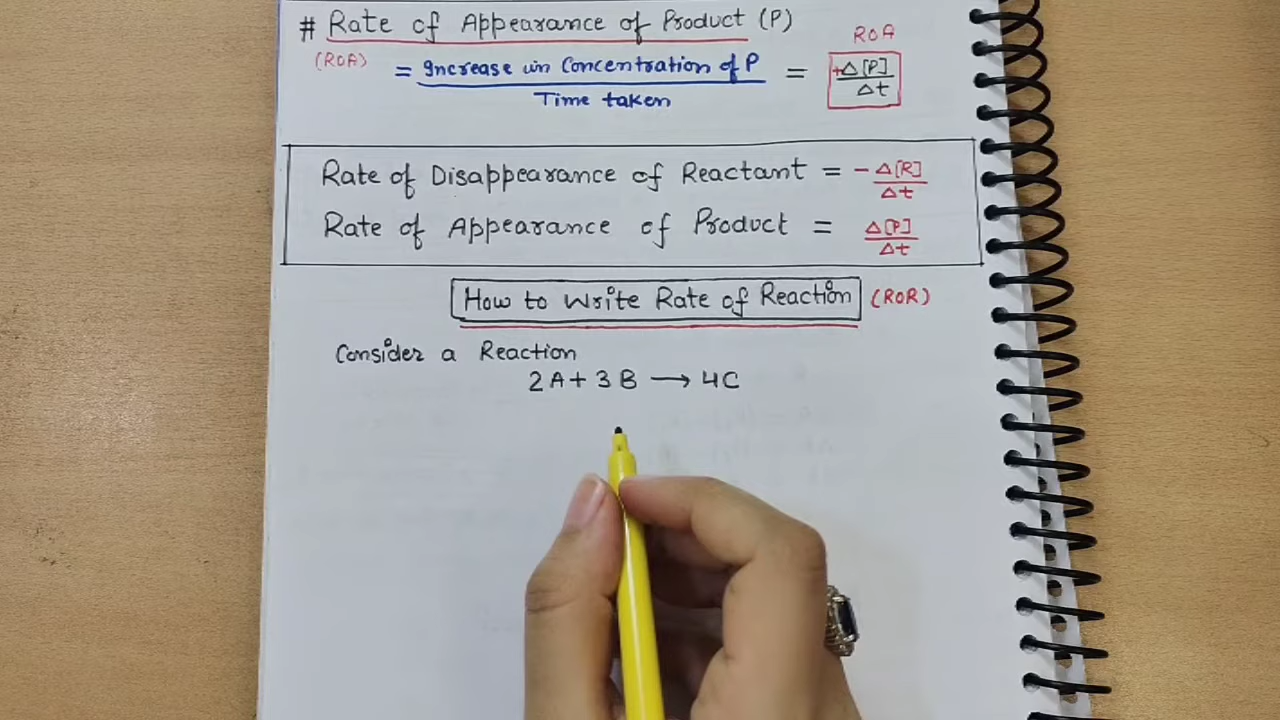 # Rate of Appearance of Product (P)
(ROA)
= Increase in Concentration of P / Time taken = +Δ[P] / Δt
ROA
Rate of Disappearance of Reactant = - Δ[R] / Δt
Rate of Appearance of Product = Δ[P] / Δt
How to Write Rate of Reaction (ROR)
Consider a Reaction
2A + 3B → 4C